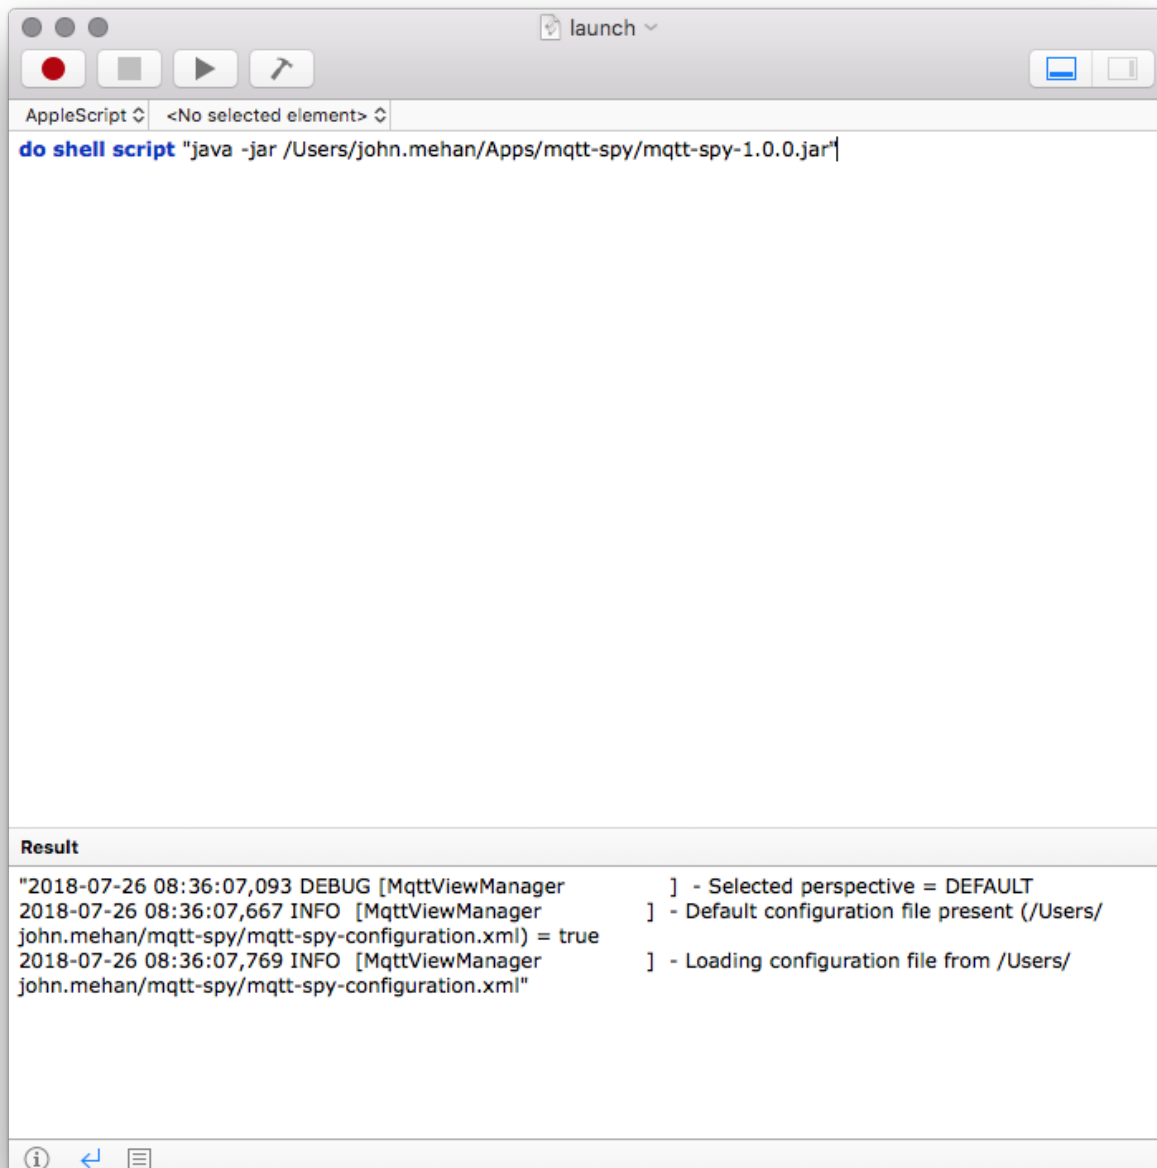 launch
AppleScript <No selected element>
do shell script "java -jar /Users/john.mehan/Apps/mqtt-spy/mqtt-spy-1.0.0.jar"
Result
"2018-07-26 08:36:07,093 DEBUG [MqttViewManager ] - Selected perspective = DEFAULT
2018-07-26 08:36:07,667 INFO [MqttViewManager ] - Default configuration file present (/Users/
john.mehan/mqtt-spy/mqtt-spy-configuration.xml) = true
2018-07-26 08:36:07,769 INFO [MqttViewManager ] - Loading configuration file from /Users/
john.mehan/mqtt-spy/mqtt-spy-configuration.xml"